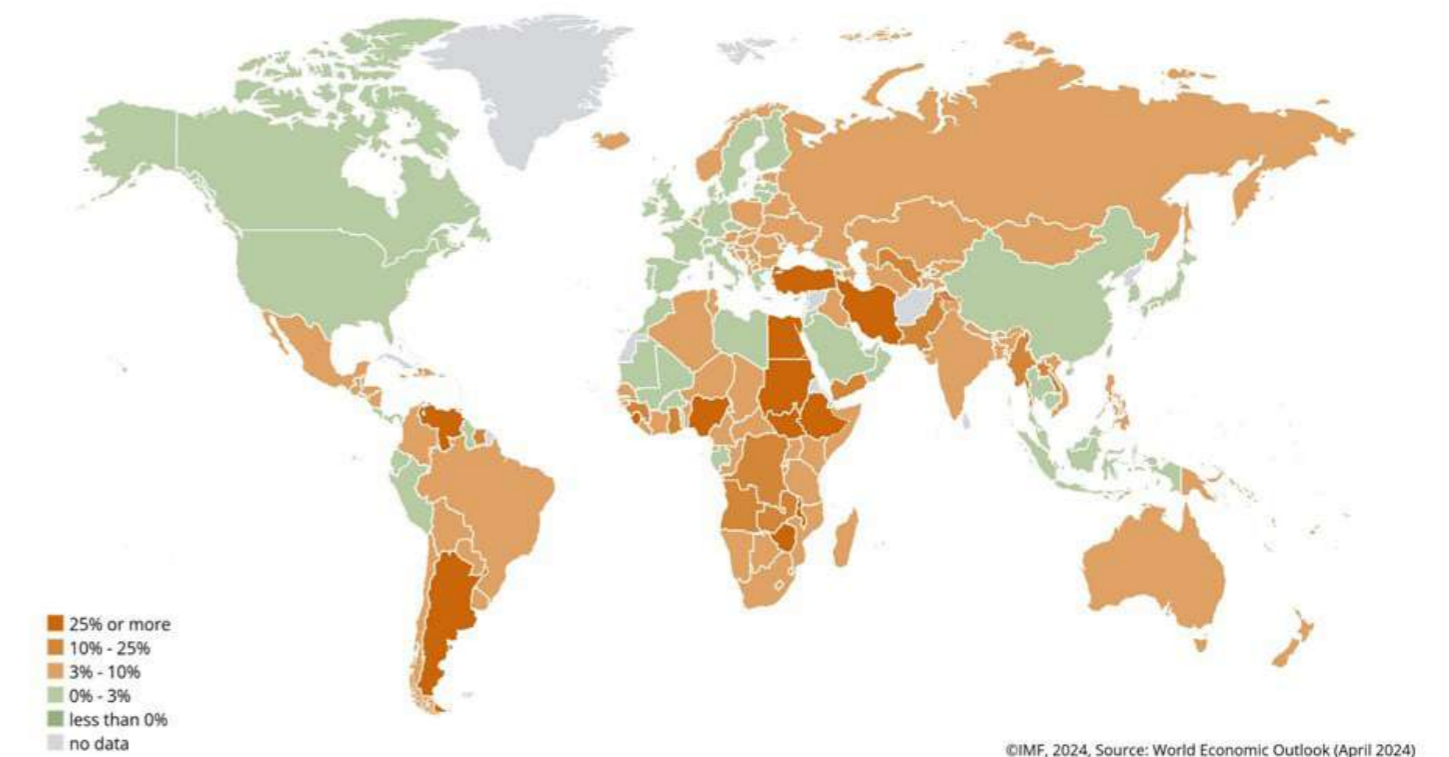 25% or more
10% - 25%
3% - 10%
0% - 3%
less than 0%
no data
©IMF, 2024, Source: World Economic Outlook (April 2024)